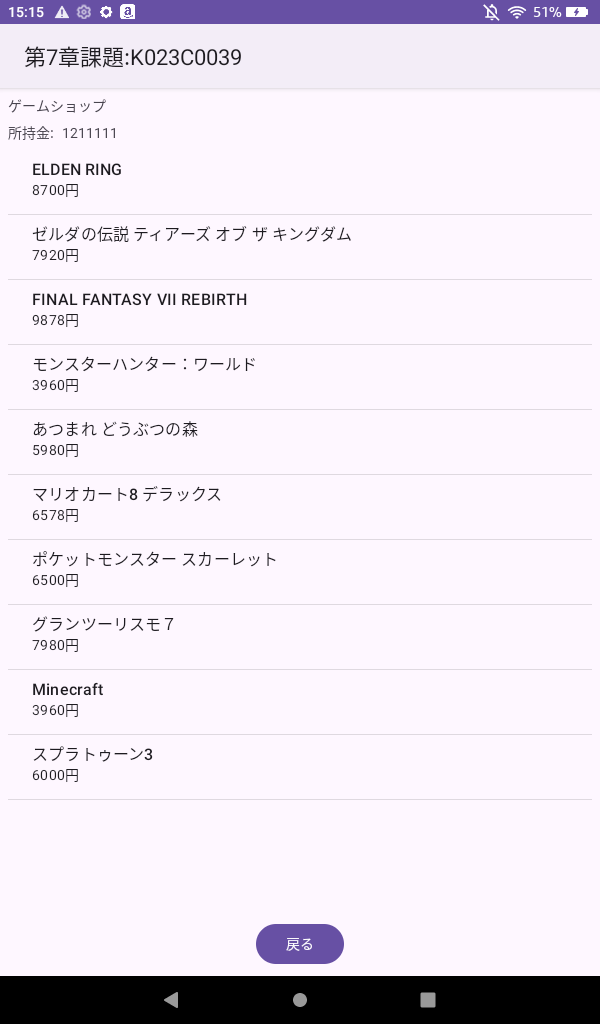 15:15
51%
第7章課題:K023C0039
ゲームショップ
所持金: 1211111
ELDEN RING
8700円
ゼルダの伝説 ティアーズ オブ ザ キングダム
7920円
FINAL FANTASY VII REBIRTH
9878円
モンスターハンター：ワールド
3960円
あつまれ どうぶつの森
5980円
マリオカート8 デラックス
6578円
ポケットモンスター スカーレット
6500円
グランツーリスモ７
7980円
Minecraft
3960円
スプラトゥーン3
6000円
戻る